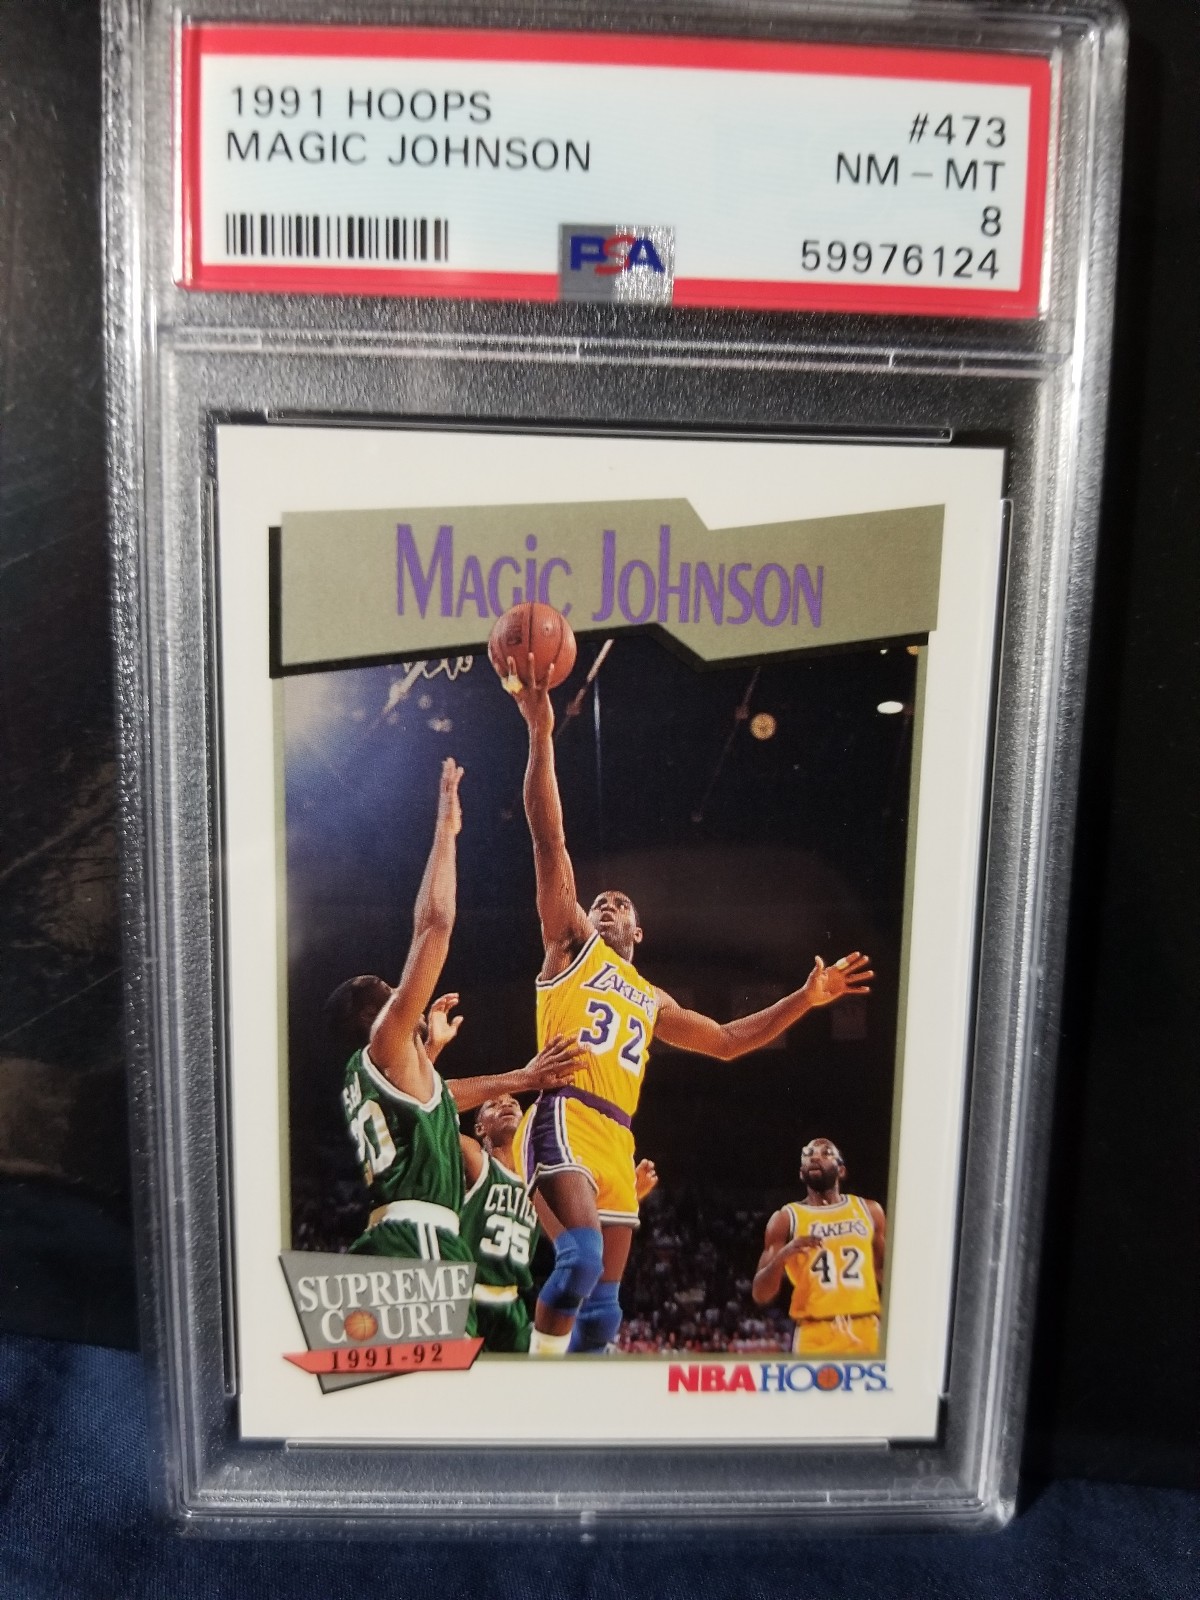 1991 HOOPS
MAGIC JOHNSON
#473
NM - MT
8
59976124
PSA
MAGIC JOHNSON
LAKERS
32
CELTICS
35
LAKERS
42
SUPREME
COURT
1991-92
NBA HOOPS